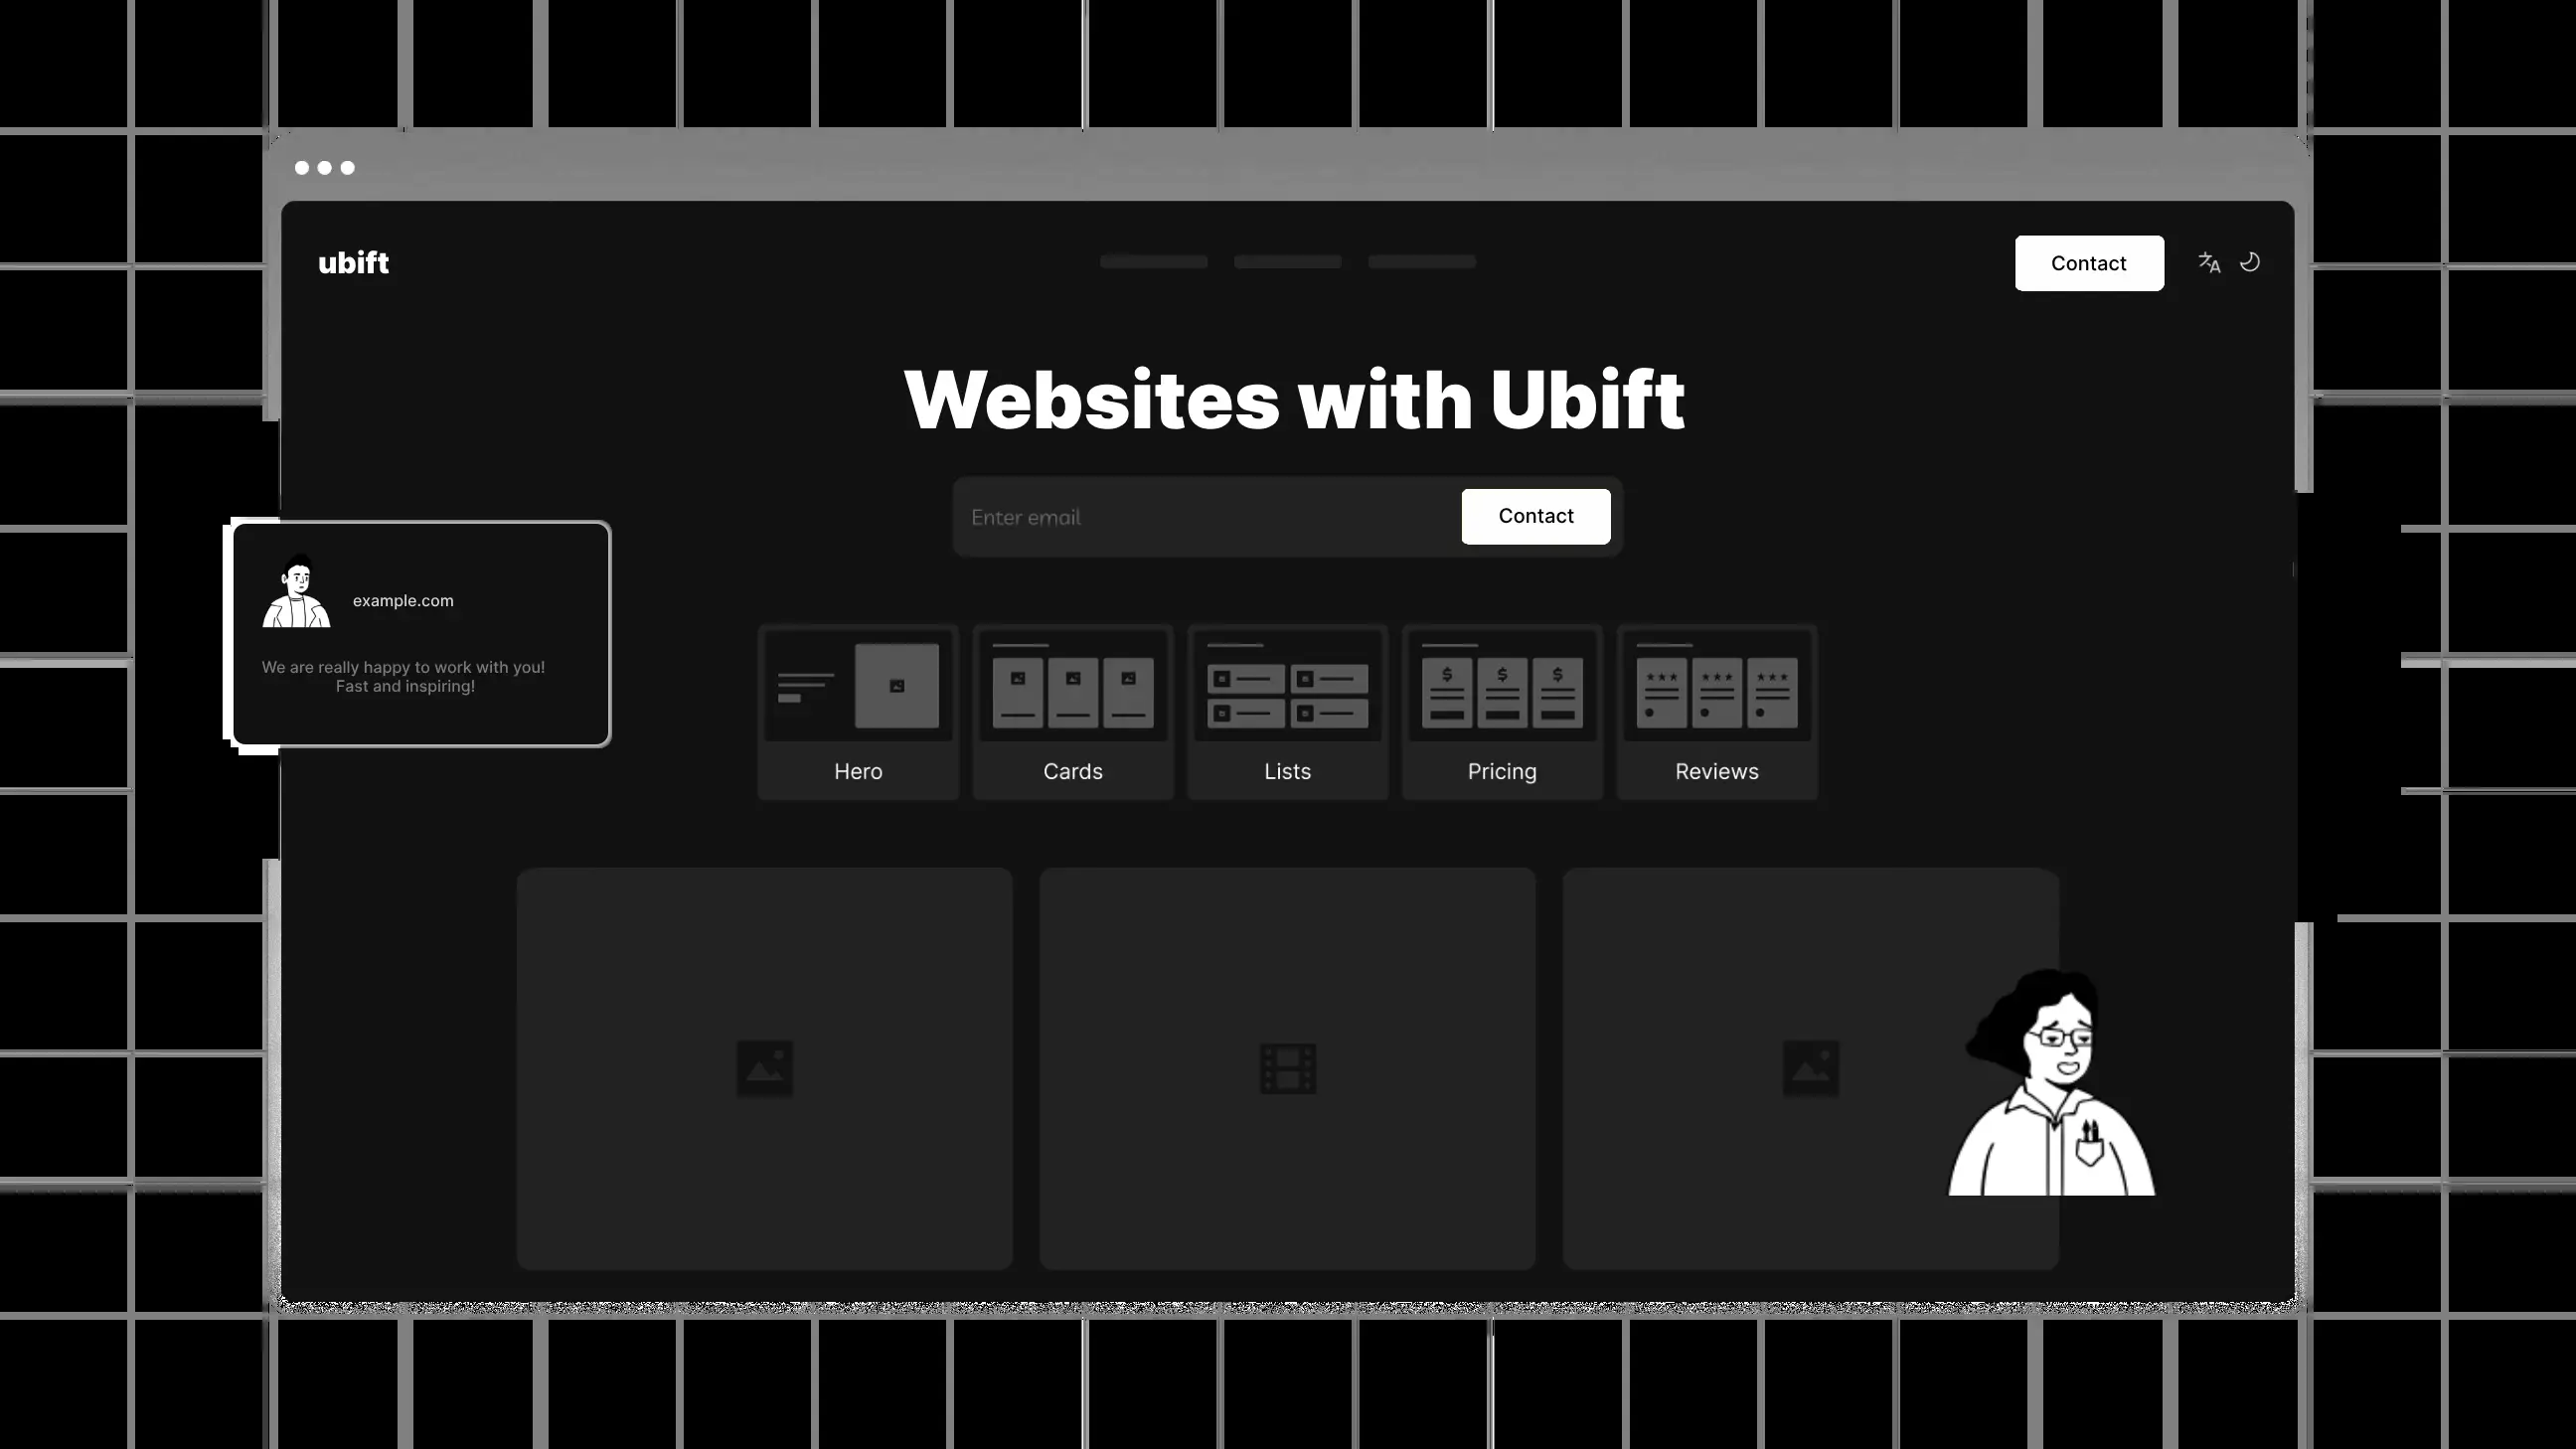 ubift
Contact
Websites with Ubift
Enter email
Contact
example.com
We are really happy to work with you!
Fast and inspiring!
Hero
Cards
Lists
Pricing
Reviews